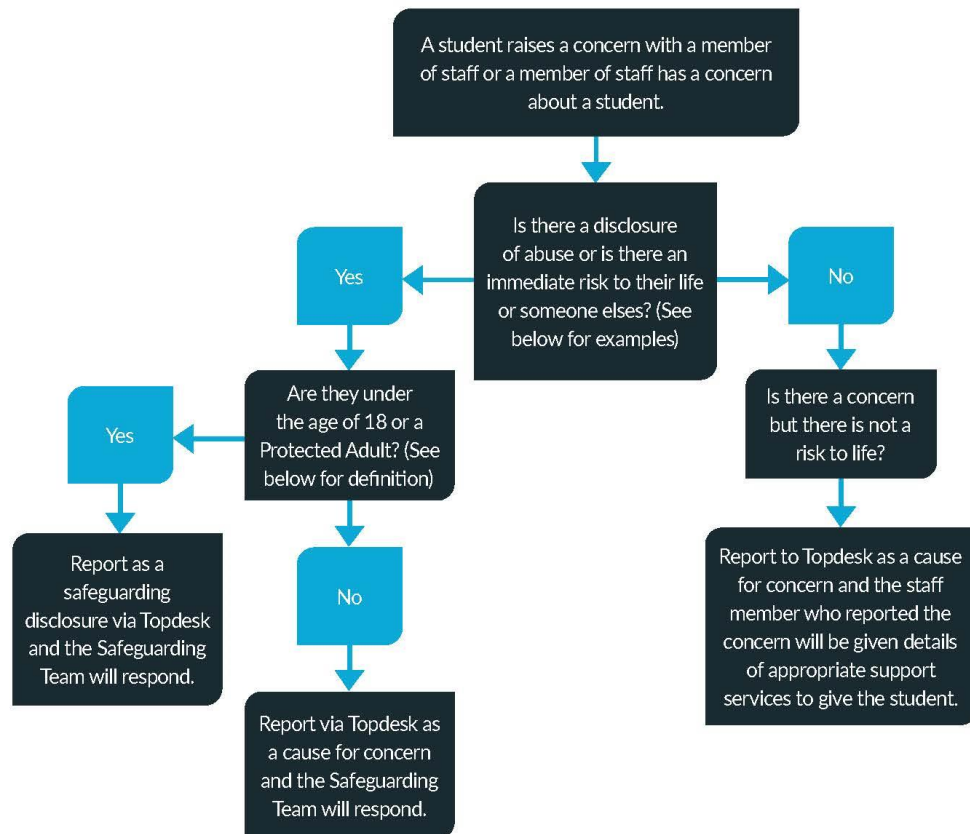 A student raises a concern with a member
of staff or a member of staff has a concern
about a student.
Is there a disclosure
of abuse or is there an
immediate risk to their life
or someone elses? (See
below for examples)
Yes
No
Are they under
the age of 18 or a
Protected Adult? (See
below for definition)
Yes
Is there a concern
but there is not a
risk to life?
Report as a
safeguarding
disclosure via Topdesk
and the Safeguarding
Team will respond.
No
Report to Topdesk as a cause
for concern and the staff
member who reported the
concern will be given details
of appropriate support
services to give the student.
Report via Topdesk as
a cause for concern
and the Safeguarding
Team will respond.